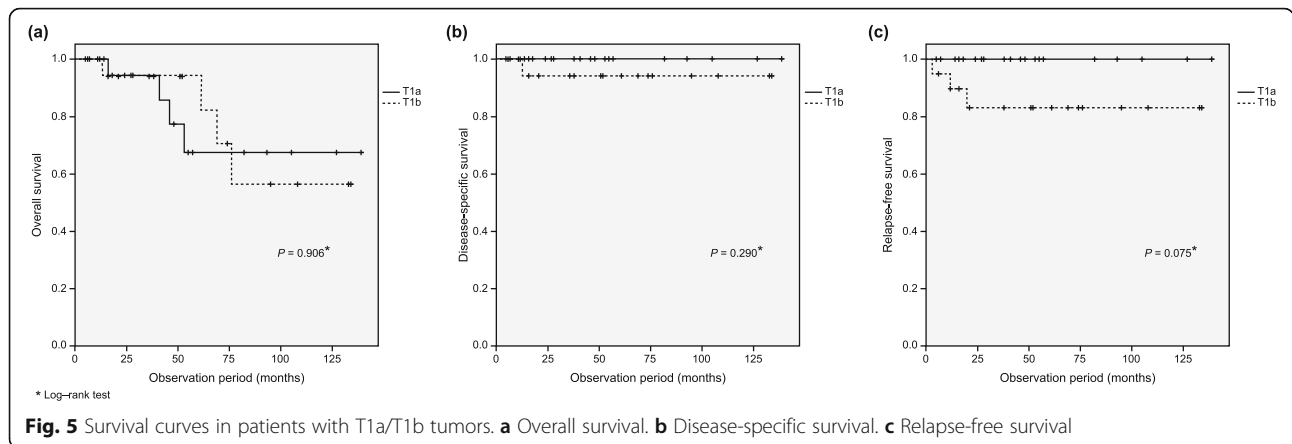 (a)
1.0
0.8
0.6
0.4
0.2
0.0
Overall survival
0 25 50 75 100 125
Observation period (months)
T1a
T1b
P = 0.906*
* Log–rank test
(b)
1.0
0.8
0.6
0.4
0.2
0.0
Disease-specific survival
0 25 50 75 100 125
Observation period (months)
T1a
T1b
P = 0.290*
(c)
1.0
0.8
0.6
0.4
0.2
0.0
Relapse-free survival
0 25 50 75 100 125
Observation period (months)
T1a
T1b
P = 0.075*
Fig. 5 Survival curves in patients with T1a/T1b tumors. a Overall survival. b Disease-specific survival. c Relapse-free survival